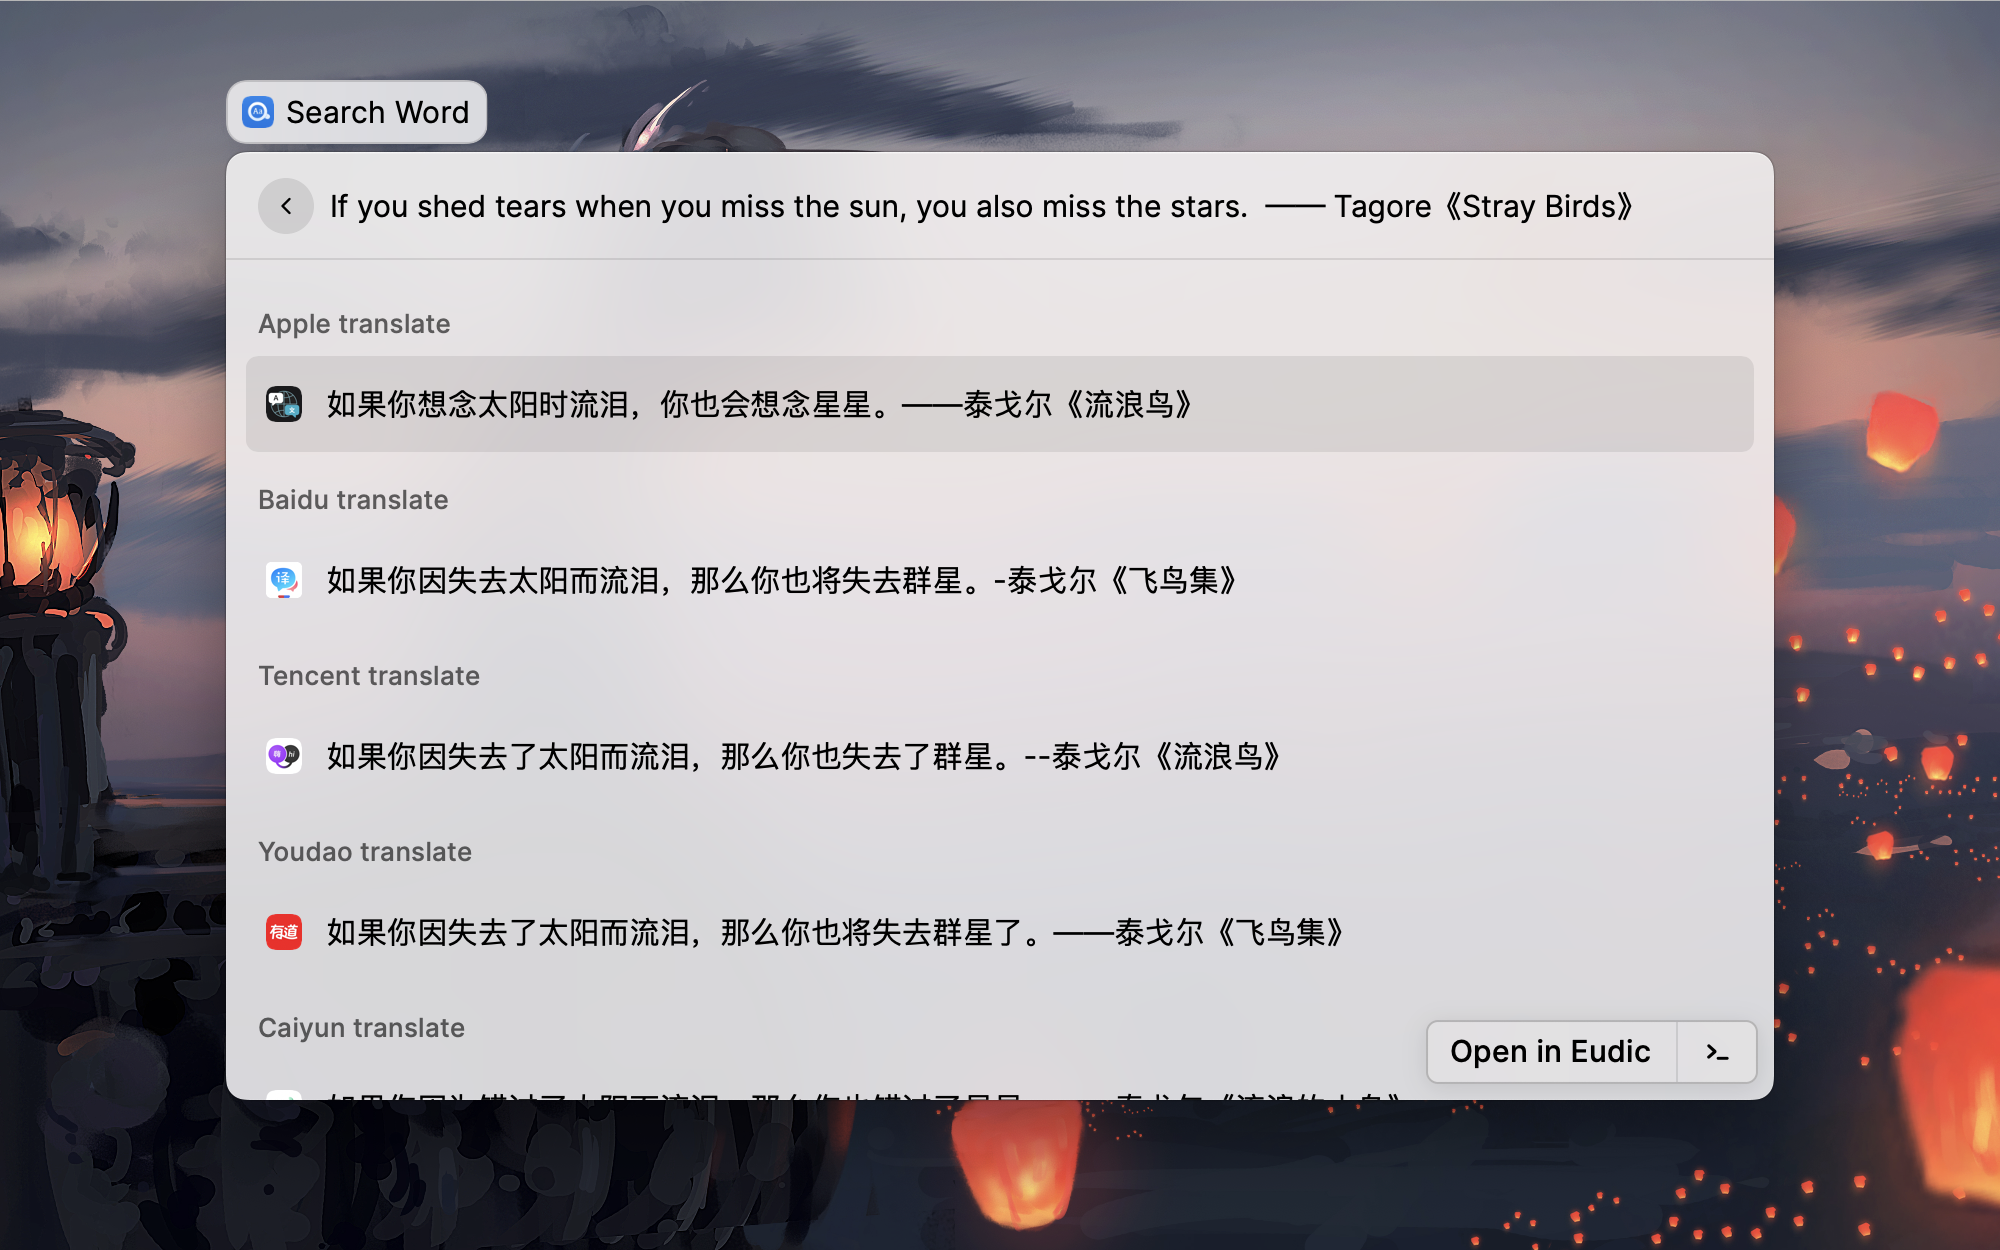 Search Word
If you shed tears when you miss the sun, you also miss the stars. —— Tagore《Stray Birds》
Apple translate
如果你想念太阳时流泪，你也会想念星星。——泰戈尔《流浪鸟》
Baidu translate
如果你因失去太阳而流泪，那么你也将失去群星。-泰戈尔《飞鸟集》
Tencent translate
如果你因失去了太阳而流泪，那么你也失去了群星。--泰戈尔《流浪鸟》
Youdao translate
有道 如果你因失去了太阳而流泪，那么你也将失去群星了。——泰戈尔《飞鸟集》
Caiyun translate
Open in Eudic